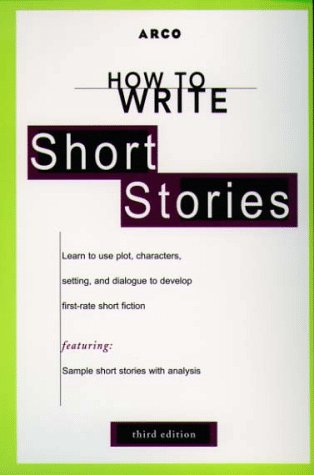 ARCO
HOW TO
WRITE
Short
Stories
Learn to use plot, characters,
setting, and dialogue to develop
first-rate short fiction
featuring:
Sample short stories with analysis
third edition